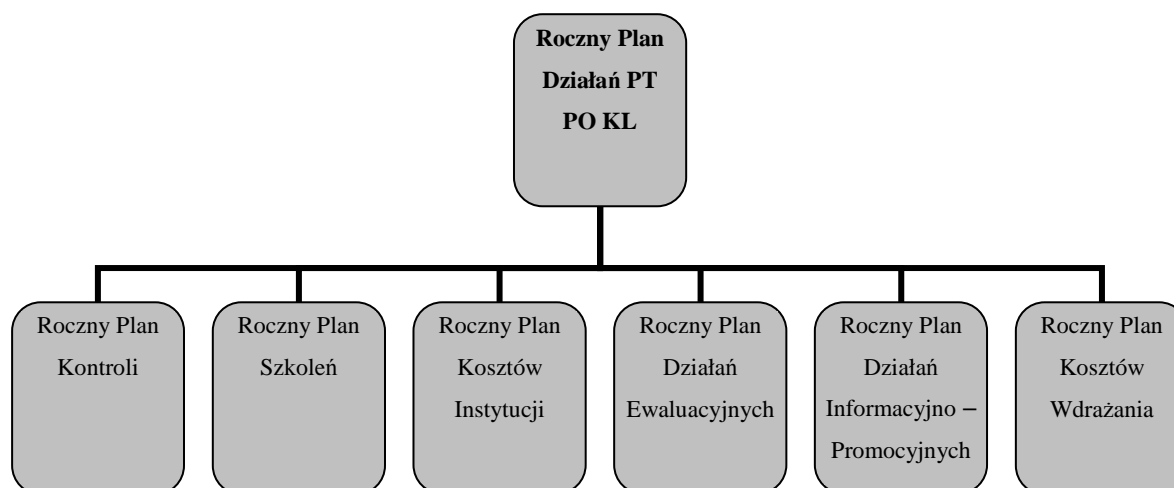 Roczny Plan
Działań PT
PO KL
Roczny Plan
Kontroli
Roczny Plan
Szkoleń
Roczny Plan
Kosztów
Instytucji
Roczny Plan
Działań
Ewaluacyjnych
Roczny Plan
Działań
Informacyjno –
Promocyjnych
Roczny Plan
Kosztów
Wdrażania